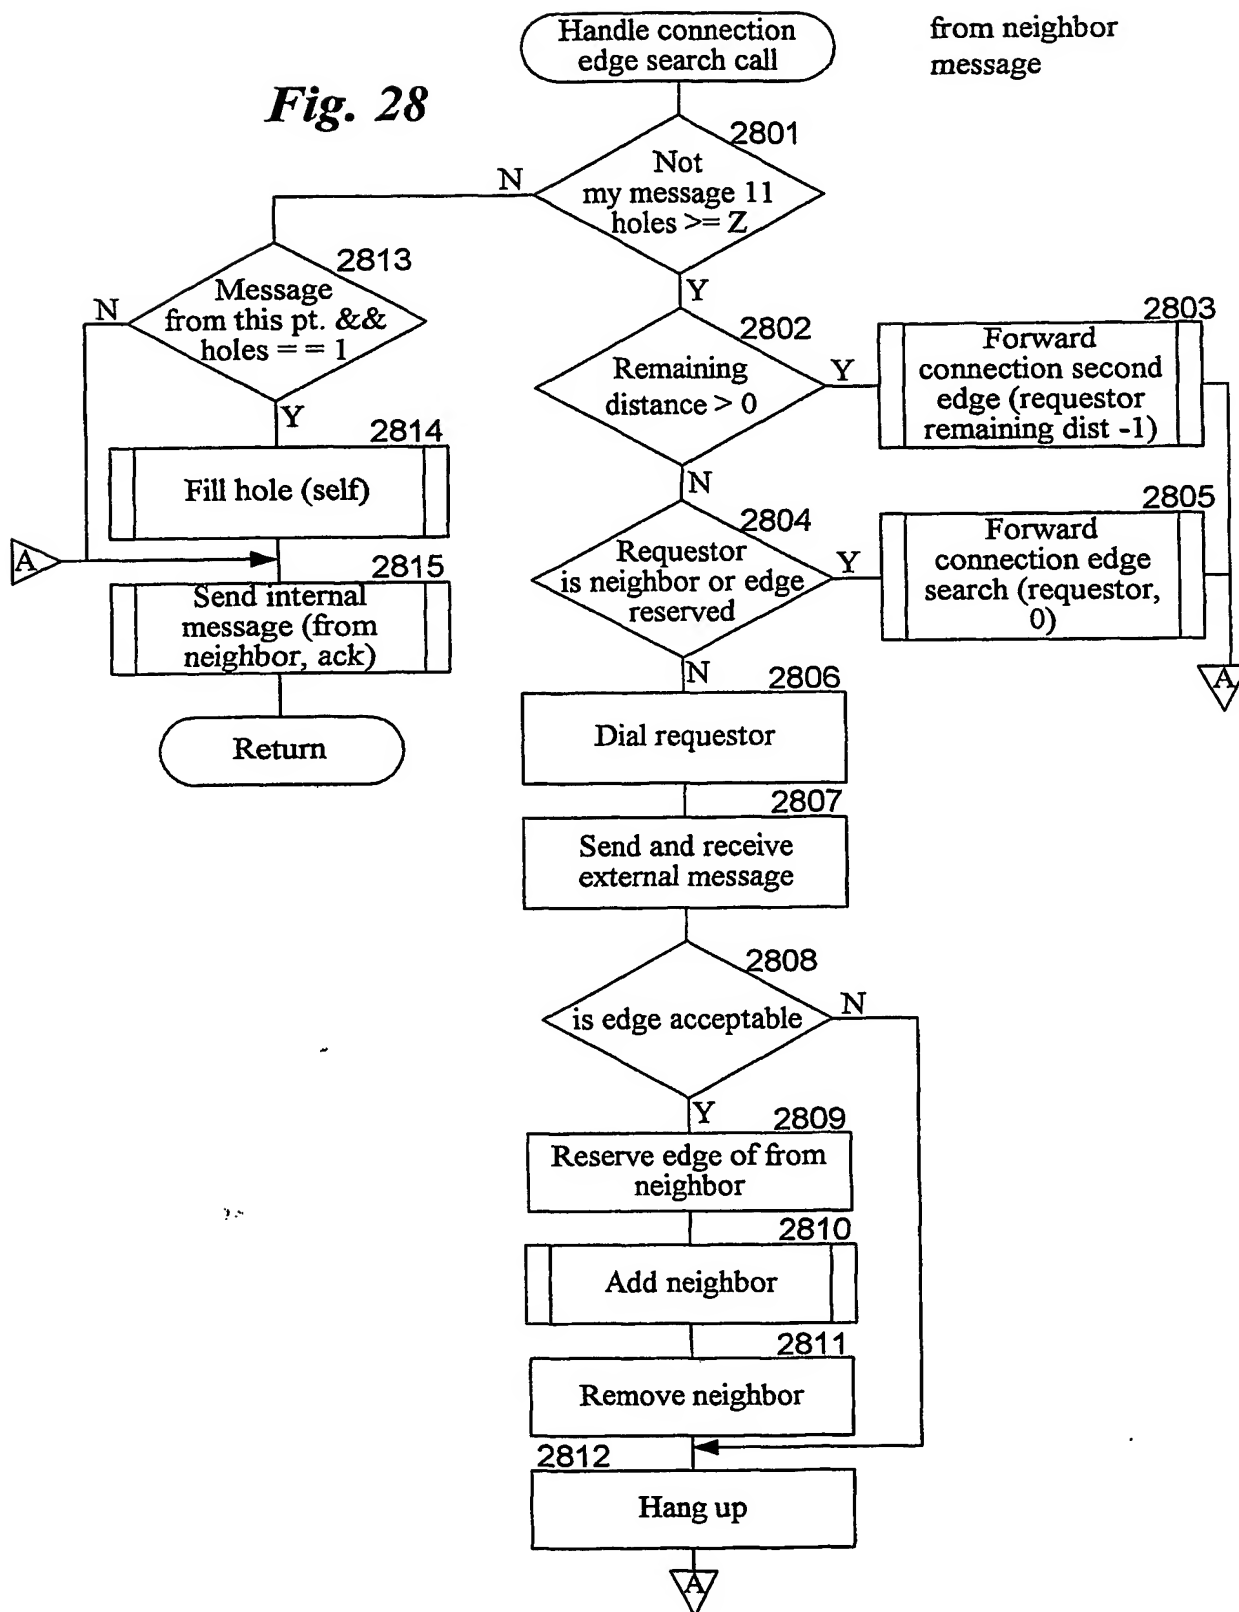 Handle connection
edge search call
from neighbor
message
Fig. 28
2801
Not
my message 11
holes >= Z
N
Y
2813
Message
from this pt. &&
holes = = 1
N
Y
2802
Remaining
distance > 0
Y
N
2803
Forward
connection second
edge (requestor
remaining dist -1)
2814
Fill hole (self)
2804
Requestor
is neighbor or edge
reserved
Y
N
2805
Forward
connection edge
search (requestor,
0)
A
2815
Send internal
message (from
neighbor, ack)
A
Return
2806
Dial requestor
2807
Send and receive
external message
2808
is edge acceptable
N
Y
2809
Reserve edge of from
neighbor
2810
Add neighbor
2811
Remove neighbor
2812
Hang up
A